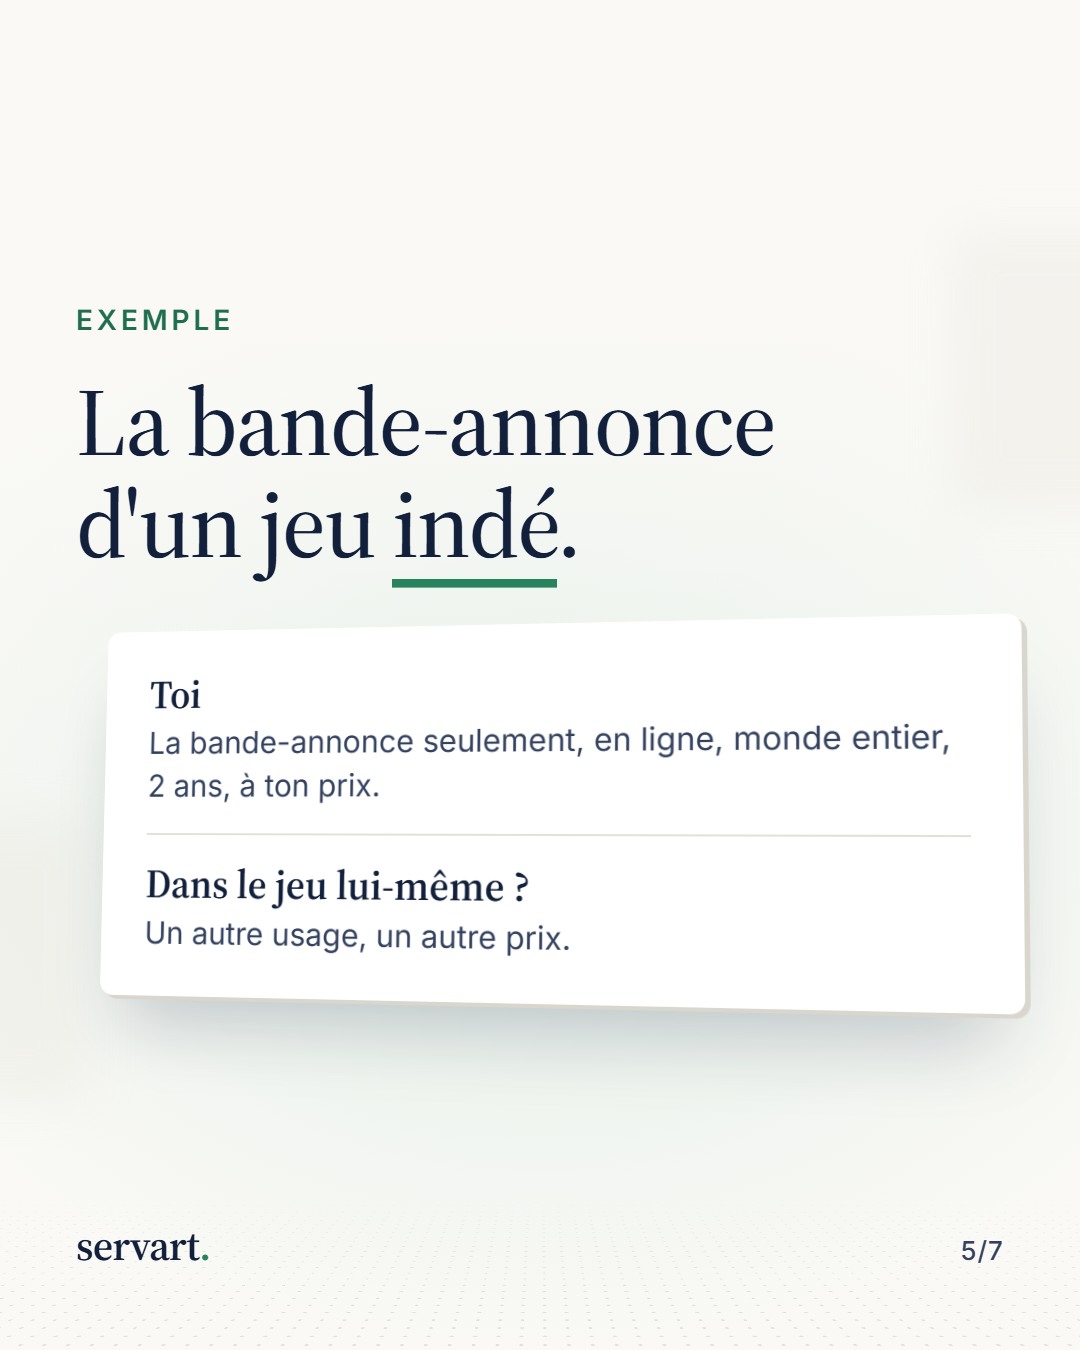 EXEMPLE
La bande-annonce
d'un jeu indé.
Toi
La bande-annonce seulement, en ligne, monde entier,
2 ans, à ton prix.
Dans le jeu lui-même ?
Un autre usage, un autre prix.
servart.
5/7